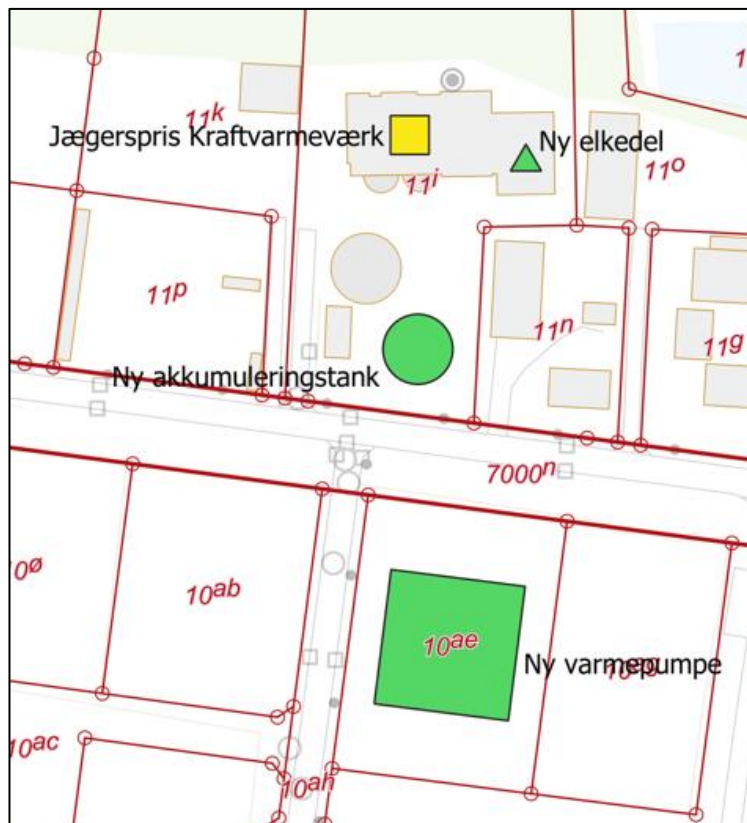 11k
Jægerspris Kraftvarmeværk
Ny elkedel
11i
11o
11p
11n
11g
Ny akkumuleringstank
7000n
10ø
10ab
10ae
Ny varmepumpe
10ac
10ah